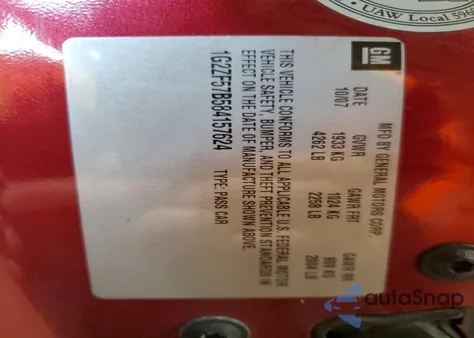 GM
MFD BY GENERAL MOTORS CORP.
DATE GVWR GAWR FRT GAWR RR
10/07 1933 KG 1024 KG 909 KG
4262 LB 2258 LB 2004 LB
THIS VEHICLE CONFORMS TO ALL APPLICABLE U.S. FEDERAL MOTOR
VEHICLE SAFETY, BUMPER, AND THEFT PREVENTION STANDARDS IN
EFFECT ON THE DATE OF MANUFACTURE SHOWN ABOVE.
1G2ZF57B584157624 TYPE: PASS CAR
UAW Local 5960
autaSnap